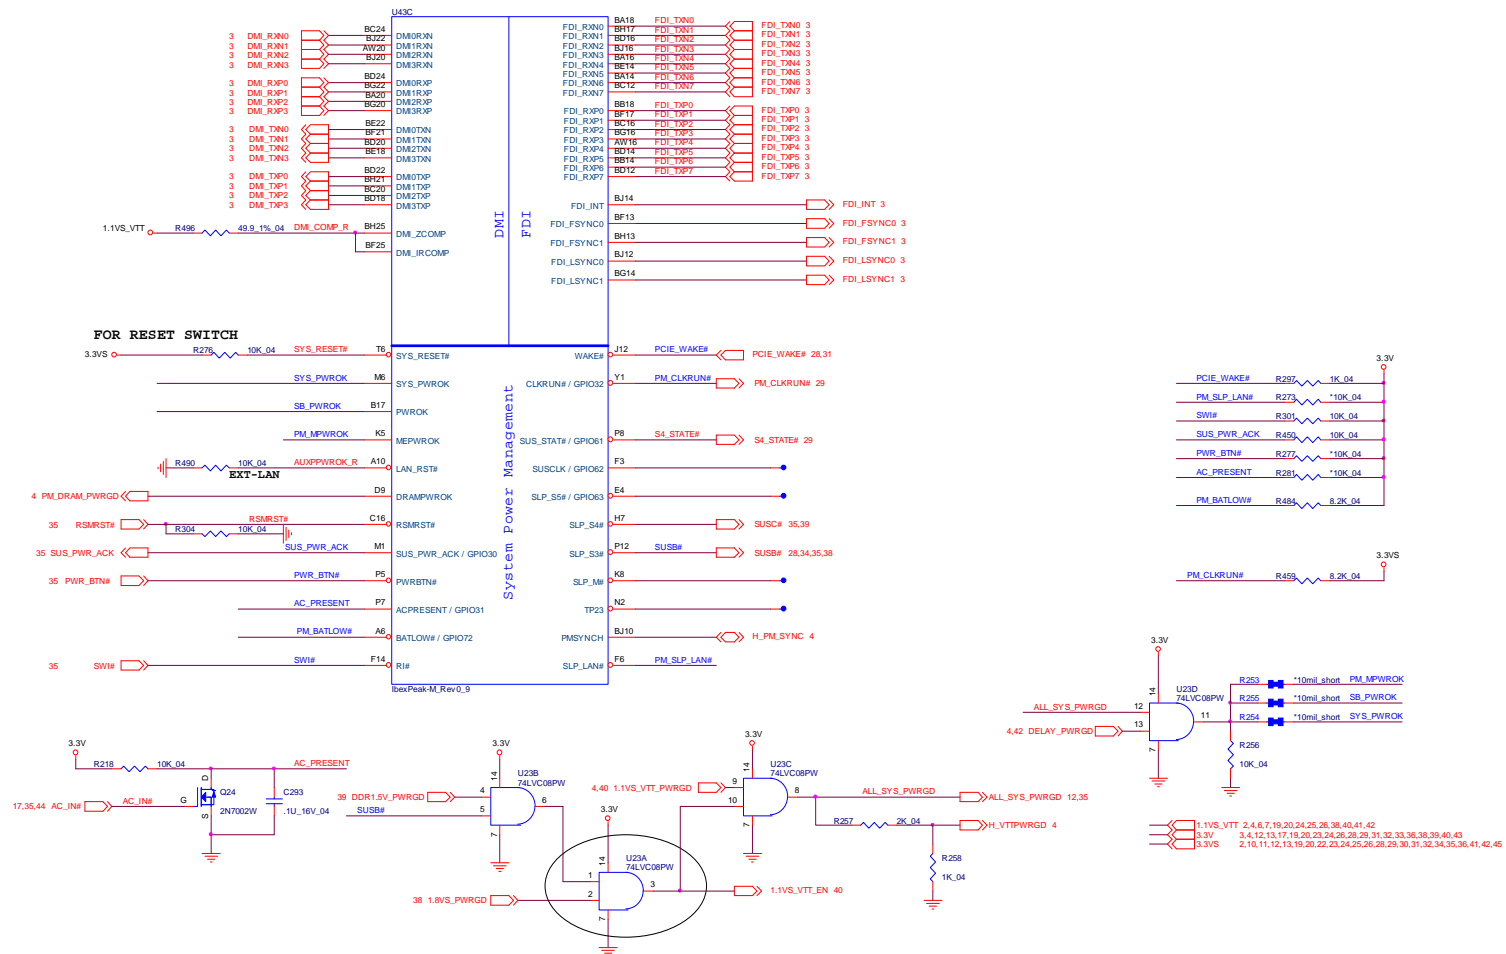 U43C
3 DMI_RXN0 BC24 DMI0RXN
3 DMI_RXN1 BJ22 DMI1RXN
3 DMI_RXN2 AW20 DMI2RXN
3 DMI_RXN3 BJ20 DMI3RXN
3 DMI_RXP0 BD24 DMI0RXP
3 DMI_RXP1 BG22 DMI1RXP
3 DMI_RXP2 BA20 DMI2RXP
3 DMI_RXP3 BG20 DMI3RXP
3 DMI_TXN0 BE22 DMI0TXN
3 DMI_TXN1 BF21 DMI1TXN
3 DMI_TXN2 BD20 DMI2TXN
3 DMI_TXN3 BE18 DMI3TXN
3 DMI_TXP0 BD22 DMI0TXP
3 DMI_TXP1 BH21 DMI1TXP
3 DMI_TXP2 BC20 DMI2TXP
3 DMI_TXP3 BD18 DMI3TXP
1.1VS_VTT R496 49.9_1%_04 DMI_COMP_R BH25 DMI_ZCOMP
BF25 DMI_IRCOMP
DMI
FDI
FDI_RXN0 BA18 FDI_TXN0 FDI_TXN0 3
FDI_RXN1 BH17 FDI_TXN1 FDI_TXN1 3
FDI_RXN2 BD16 FDI_TXN2 FDI_TXN2 3
FDI_RXN3 BJ16 FDI_TXN3 FDI_TXN3 3
FDI_RXN4 BA16 FDI_TXN4 FDI_TXN4 3
FDI_RXN5 BE14 FDI_TXN5 FDI_TXN5 3
FDI_RXN6 BA14 FDI_TXN6 FDI_TXN6 3
FDI_RXN7 BC12 FDI_TXN7 FDI_TXN7 3
FDI_RXP0 BB18 FDI_TXP0 FDI_TXP0 3
FDI_RXP1 BF17 FDI_TXP1 FDI_TXP1 3
FDI_RXP2 BC16 FDI_TXP2 FDI_TXP2 3
FDI_RXP3 BG16 FDI_TXP3 FDI_TXP3 3
FDI_RXP4 AW16 FDI_TXP4 FDI_TXP4 3
FDI_RXP5 BD14 FDI_TXP5 FDI_TXP5 3
FDI_RXP6 BB14 FDI_TXP6 FDI_TXP6 3
FDI_RXP7 BD12 FDI_TXP7 FDI_TXP7 3
FDI_INT BJ14 FDI_INT 3
FDI_FSYNC0 BF13 FDI_FSYNC0 3
FDI_FSYNC1 BH13 FDI_FSYNC1 3
FDI_LSYNC0 BJ12 FDI_LSYNC0 3
FDI_LSYNC1 BG14 FDI_LSYNC1 3
FOR RESET SWITCH
3.3VS R276 10K_04 SYS_RESET# T6 SYS_RESET#
SYS_PWROK M6 SYS_PWROK
SB_PWROK B17 PWROK
PM_MPWROK K5 MEPWROK
R490 10K_04 AUXPPWROK_R A10 LAN_RST#
EXT-LAN
4 PM_DRAM_PWRGD D9 DRAMPWROK
35 RSMRST# RSMRST# C16 RSMRST#
R304 10K_04
35 SUS_PWR_ACK SUS_PWR_ACK M1 SUS_PWR_ACK / GPIO30
35 PWR_BTN# PWR_BTN# P5 PWRBTN#
AC_PRESENT P7 ACPRESENT / GPIO31
PM_BATLOW# A6 BATLOW# / GPIO72
35 SWI# SWI# F14 RI#
System Power Management
WAKE# J12 PCIE_WAKE# PCIE_WAKE# 28,31
CLKRUN# / GPIO32 Y1 PM_CLKRUN# PM_CLKRUN# 29
SUS_STAT# / GPIO61 P8 S4_STATE# S4_STATE# 29
SUSCLK / GPIO62 F3
SLP_S5# / GPIO63 E4
SLP_S4# H7 SUSC# 35,39
SLP_S3# P12 SUSB# SUSB# 28,34,35,38
SLP_M# K8
TP23 N2
PMSYNCH BJ10 H_PM_SYNC 4
SLP_LAN# F6 PM_SLP_LAN#
IbexPeak-M_Rev0_9
3.3V
PCIE_WAKE# R297 1K_04
PM_SLP_LAN# R273 *10K_04
SWI# R301 10K_04
SUS_PWR_ACK R450 10K_04
PWR_BTN# R277 *10K_04
AC_PRESENT R281 *10K_04
PM_BATLOW# R484 8.2K_04
3.3VS
PM_CLKRUN# R459 8.2K_04
3.3V
U23D
74LVC08PW
14
ALL_SYS_PWRGD 12
4,42 DELAY_PWRGD 13
11
7
R253 *10mil_short PM_MPWROK
R255 *10mil_short SB_PWROK
R254 *10mil_short SYS_PWROK
R256
10K_04
3.3V
R218 10K_04 AC_PRESENT
17,35,44 AC_IN# AC_IN# G
D
S
Q24
2N7002W
C293
.1U_16V_04
3.3V
U23B
74LVC08PW
14
39 DDR1.5V_PWRGD 4
SUSB# 5
6
7
3.3V
U23A
74LVC08PW
14
1
38 1.8VS_PWRGD 2
3
7
1.1VS_VTT_EN 40
3.3V
U23C
74LVC08PW
14
4,40 1.1VS_VTT_PWRGD 9
10
8
7
ALL_SYS_PWRGD ALL_SYS_PWRGD 12,35
R257 2K_04 H_VTTPWRGD 4
R258
1K_04
1.1VS_VTT 2,4,6,7,19,20,24,25,26,38,40,41,42
3.3V 3,4,12,13,17,19,20,23,24,26,28,29,31,32,33,36,38,39,40,43
3.3VS 2,10,11,12,13,19,20,22,23,24,25,26,28,29,30,31,32,34,35,36,41,42,45